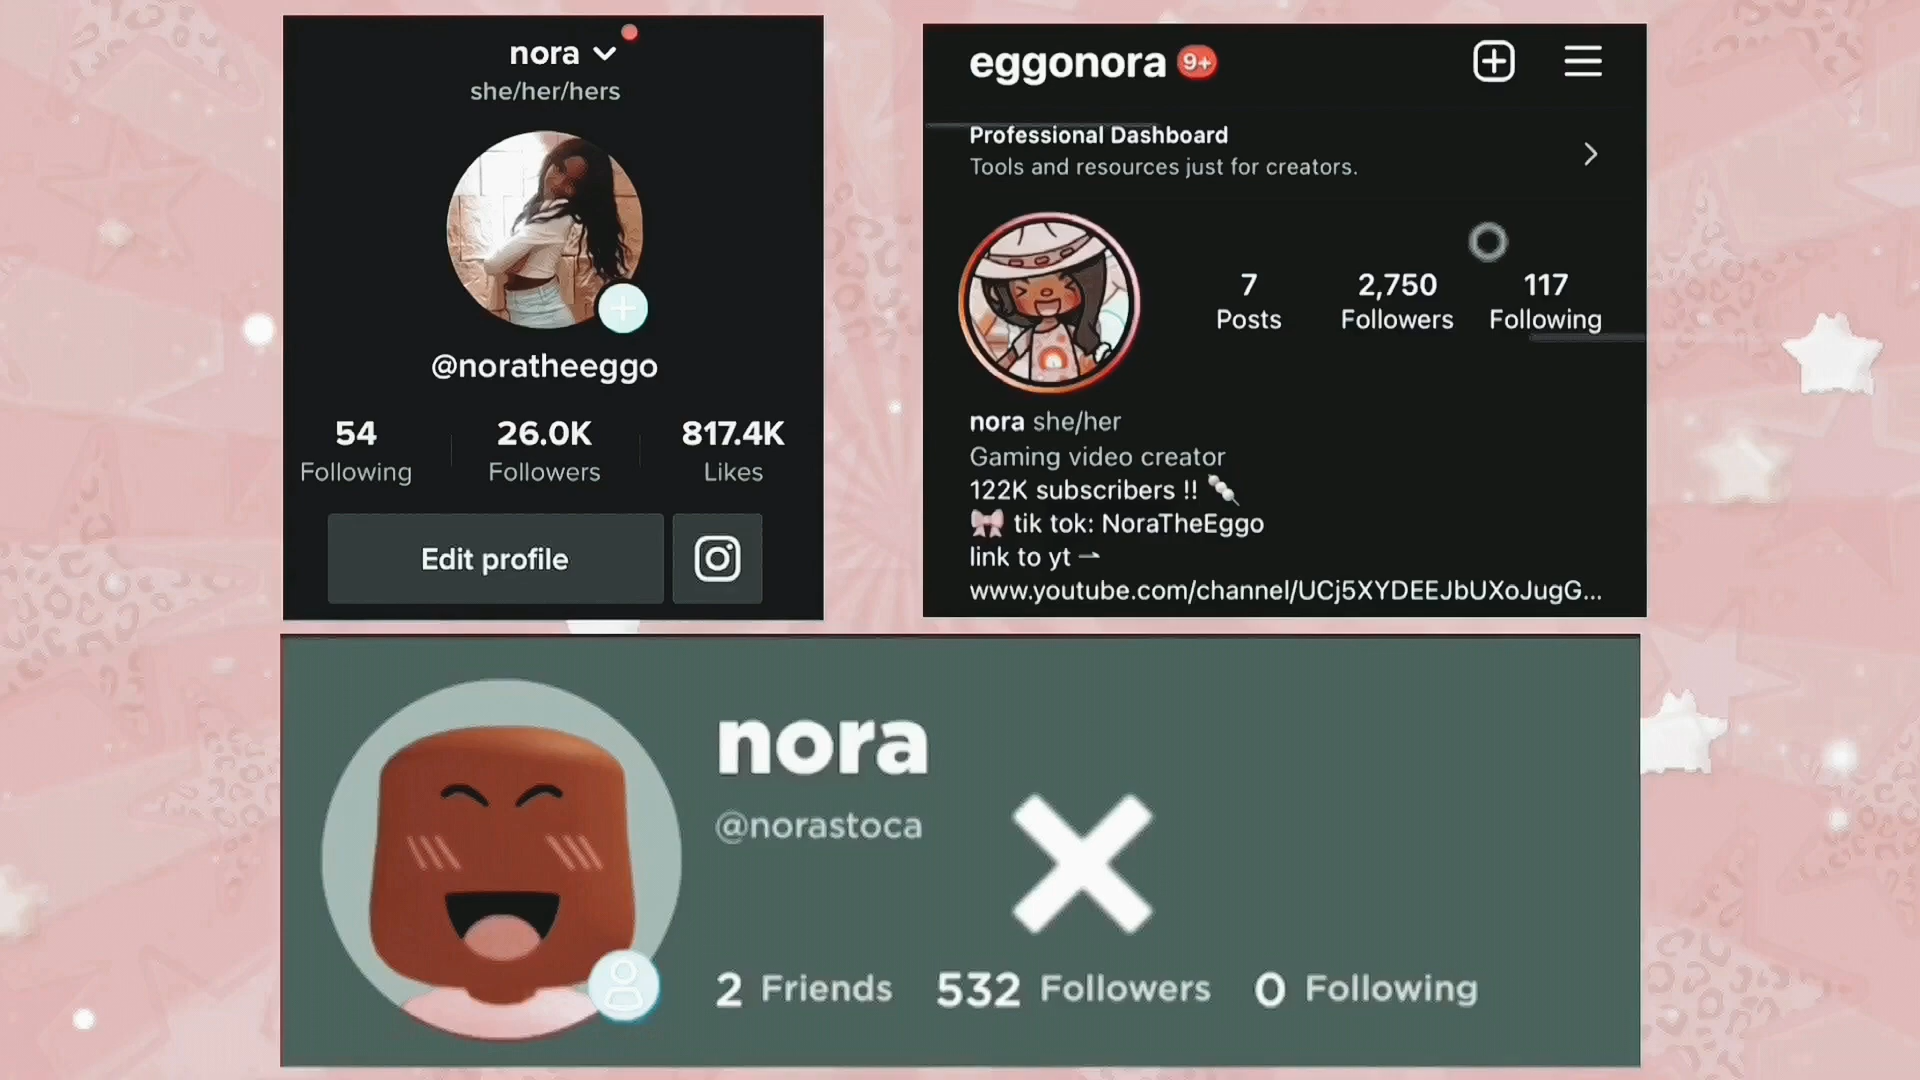 nora
she/her/hers
@noratheeggo
54 26.0K 817.4K
Following Followers Likes
Edit profile
eggonora 9+
Professional Dashboard
Tools and resources just for creators.
7 2,750 117
Posts Followers Following
nora she/her
Gaming video creator
122K subscribers !! 🍡
🎀 tik tok: NoraTheEggo
link to yt ⇀
www.youtube.com/channel/UCj5XYDEEJbUXoJugG...
nora
@norastoca
2 Friends 532 Followers 0 Following